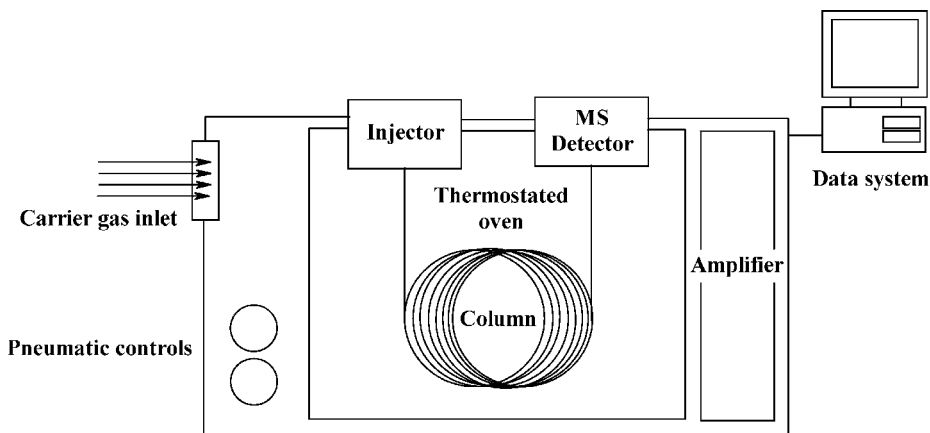 Injector
MS
Detector
Data system
Carrier gas inlet
Thermostated
oven
Amplifier
Column
Pneumatic controls